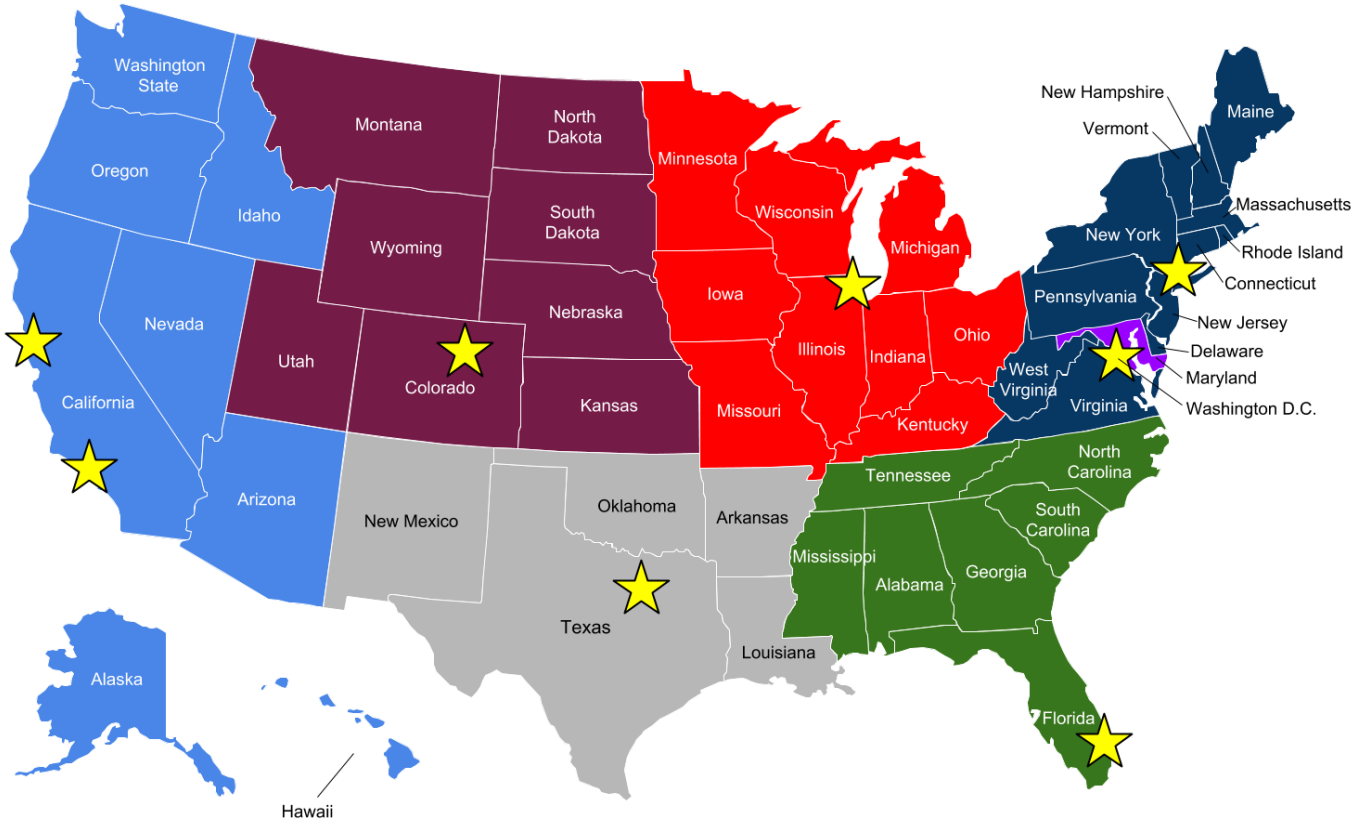 Washington
State
Oregon
Idaho
Montana
North
Dakota
South
Dakota
Wyoming
Nebraska
Minnesota
Wisconsin
Michigan
Iowa
Nevada
Utah
Colorado
Kansas
California
Arizona
New Mexico
Oklahoma
Texas
Arkansas
Louisiana
Missouri
Illinois
Indiana
Ohio
Kentucky
Tennessee
Mississippi
Alabama
Georgia
Florida
South
Carolina
North
Carolina
Virginia
West
Virginia
Pennsylvania
New York
New Hampshire
Vermont
Maine
Massachusetts
Rhode Island
Connecticut
New Jersey
Delaware
Maryland
Washington D.C.
Alaska
Hawaii